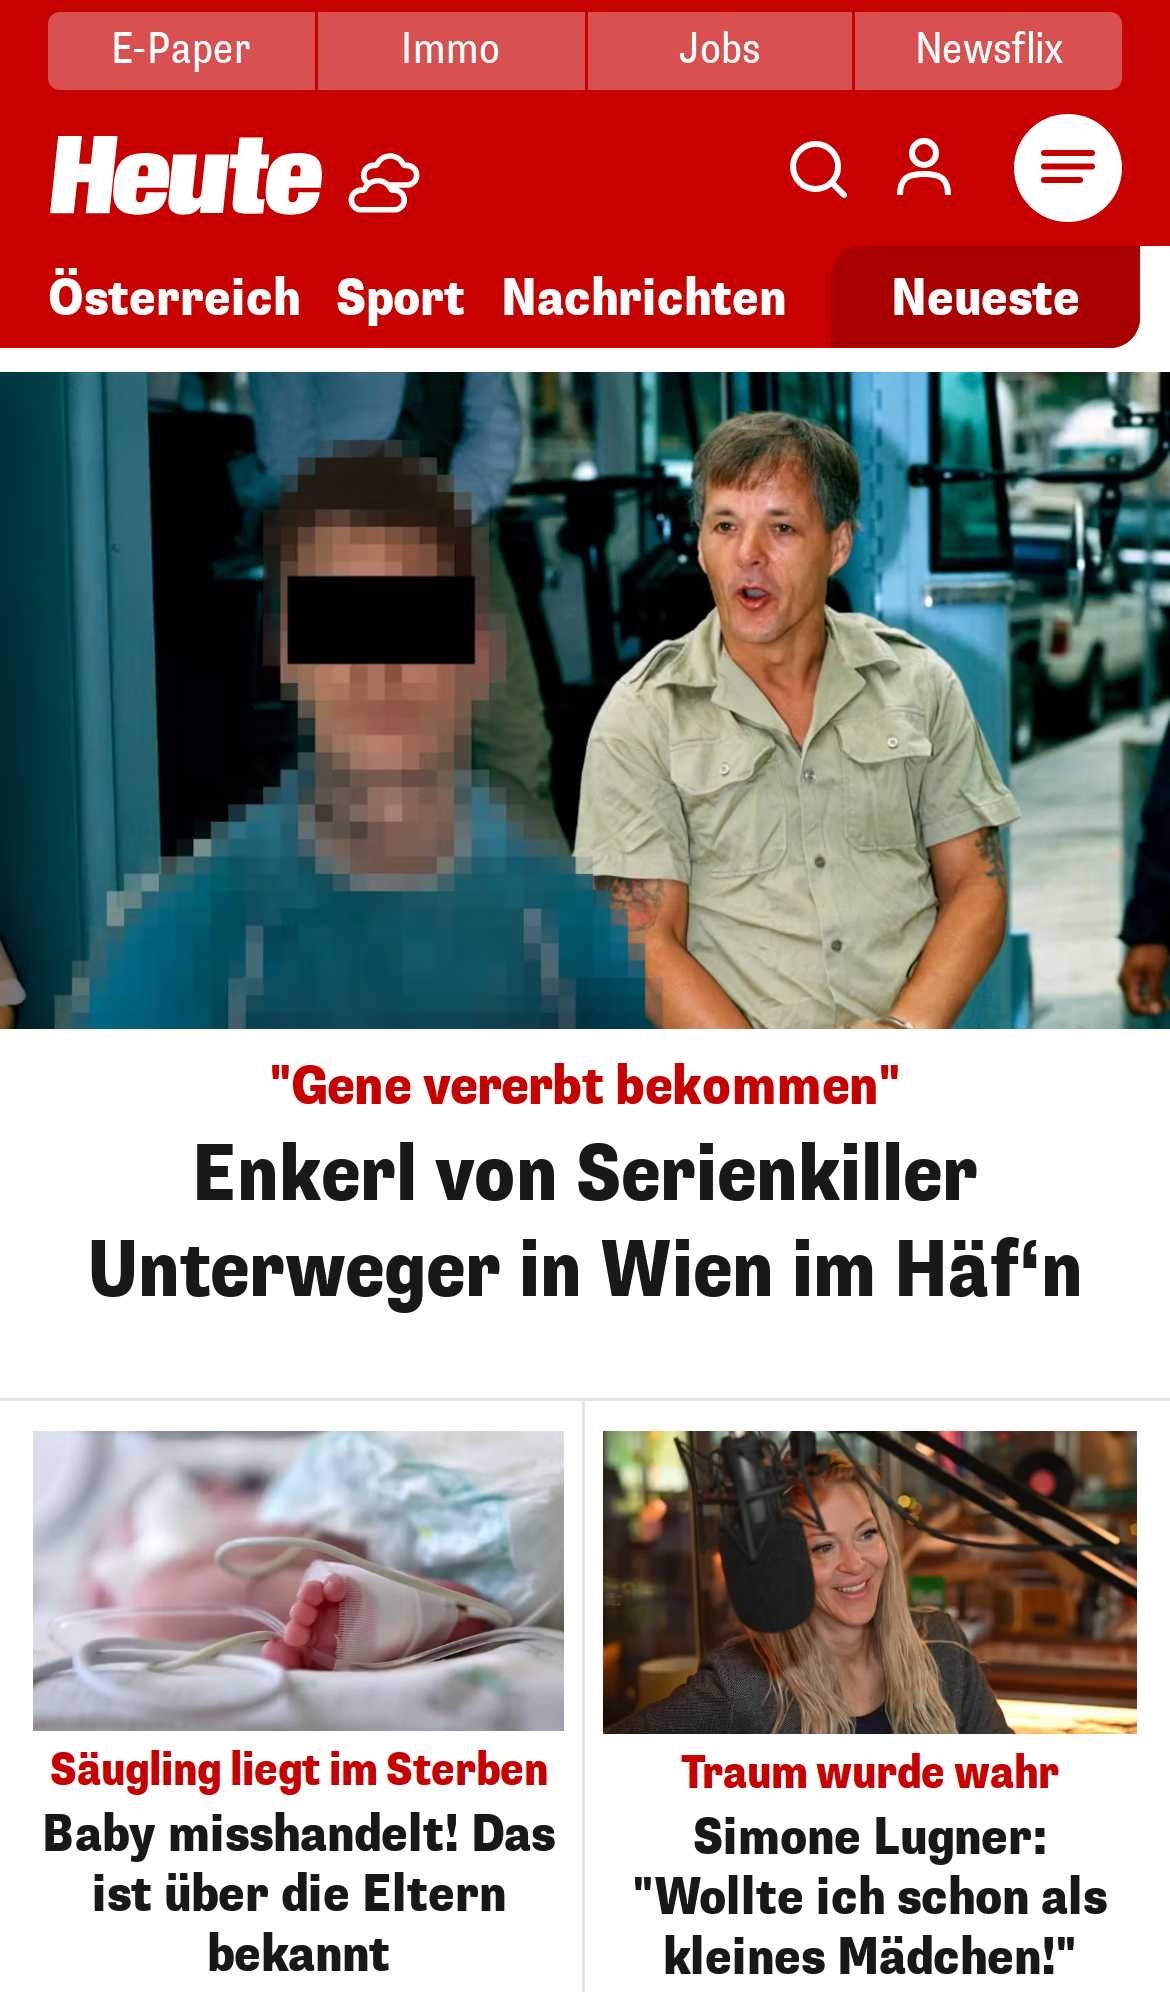 E-Paper
Immo
Jobs
Newsflix
Heute
Österreich
Sport
Nachrichten
Neueste
"Gene vererbt bekommen"
Enkerl von Serienkiller
Unterweger in Wien im Häf‘n
Säugling liegt im Sterben
Baby misshandelt! Das
ist über die Eltern
bekannt
Traum wurde wahr
Simone Lugner:
"Wollte ich schon als
kleines Mädchen!"